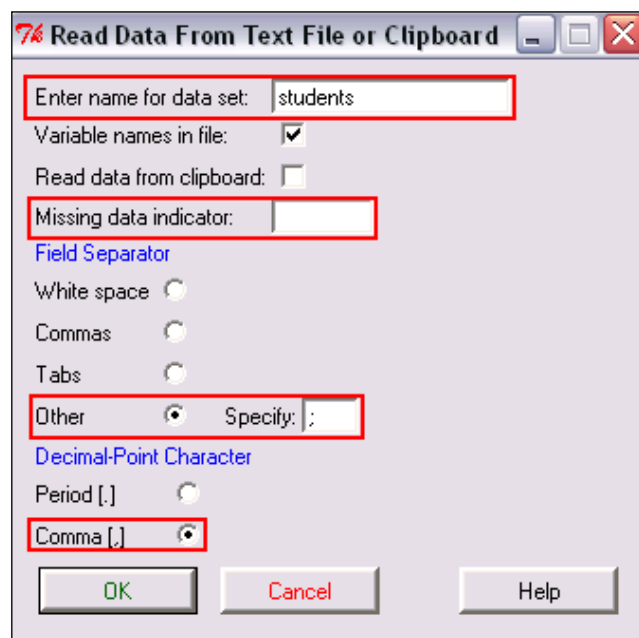 Read Data From Text File or Clipboard
Enter name for data set: students
Variable names in file:
Read data from clipboard:
Missing data indicator:
Field Separator
White space
Commas
Tabs
Other Specify: ;
Decimal-Point Character
Period [.]
Comma [,]
OK Cancel Help